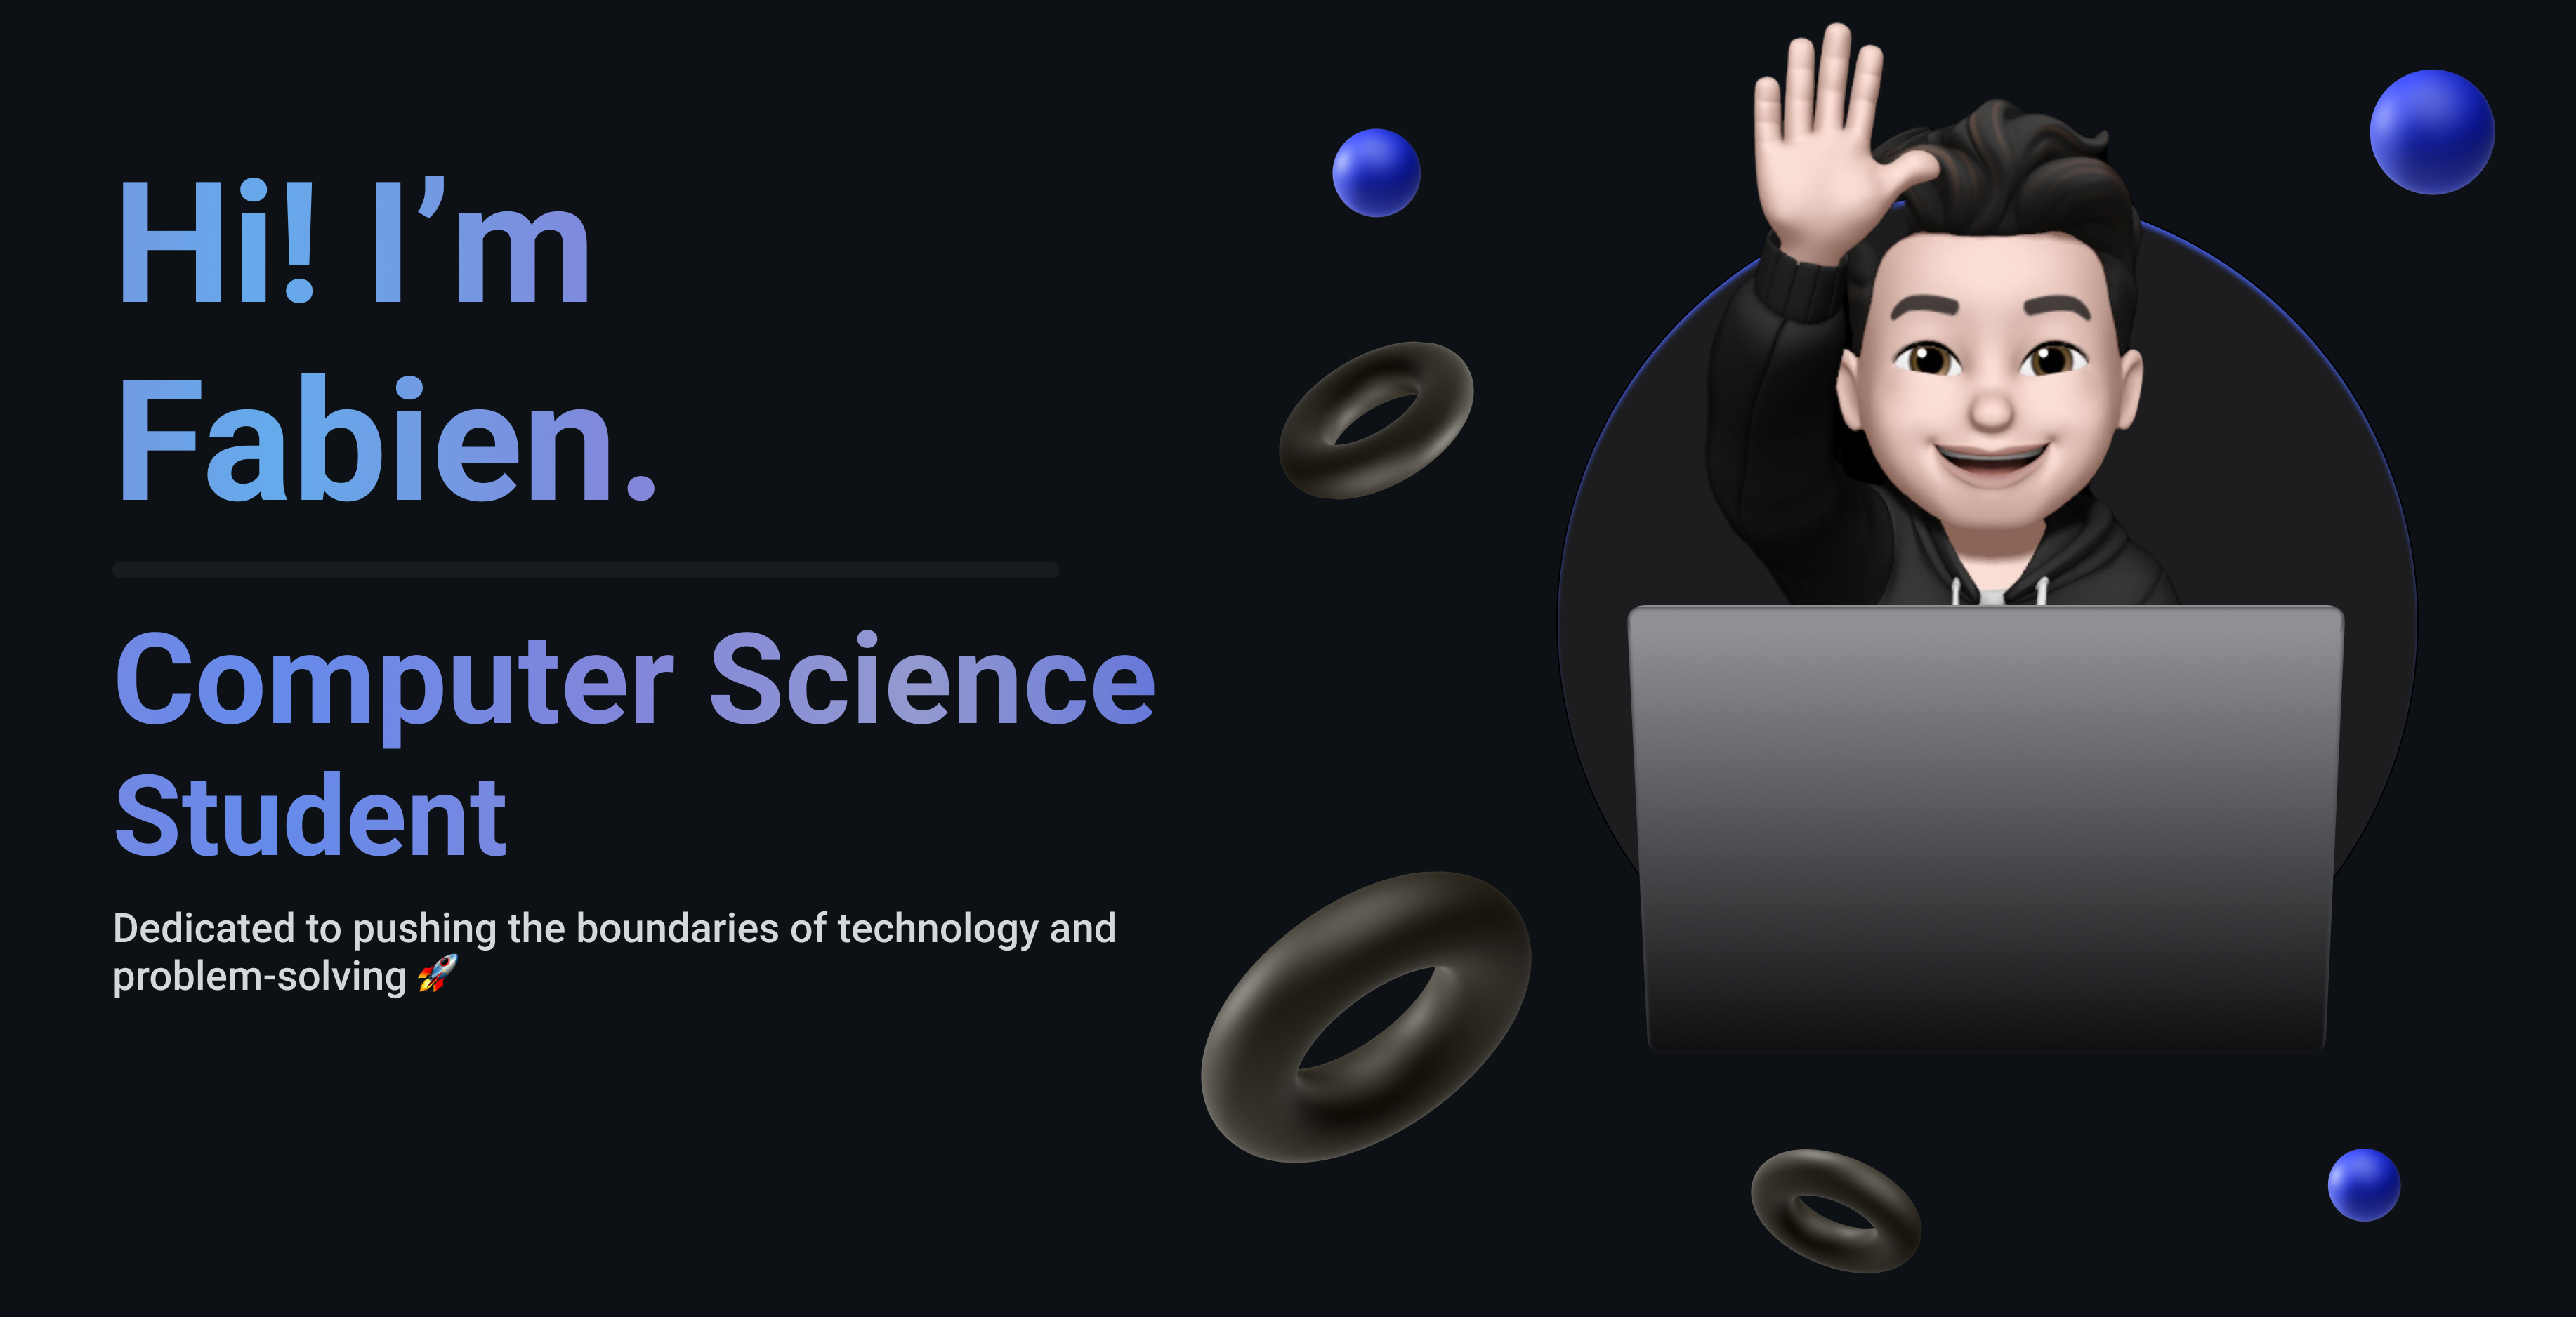 Hi! I’m
Fabien.
Computer Science
Student
Dedicated to pushing the boundaries of technology and
problem-solving 🚀